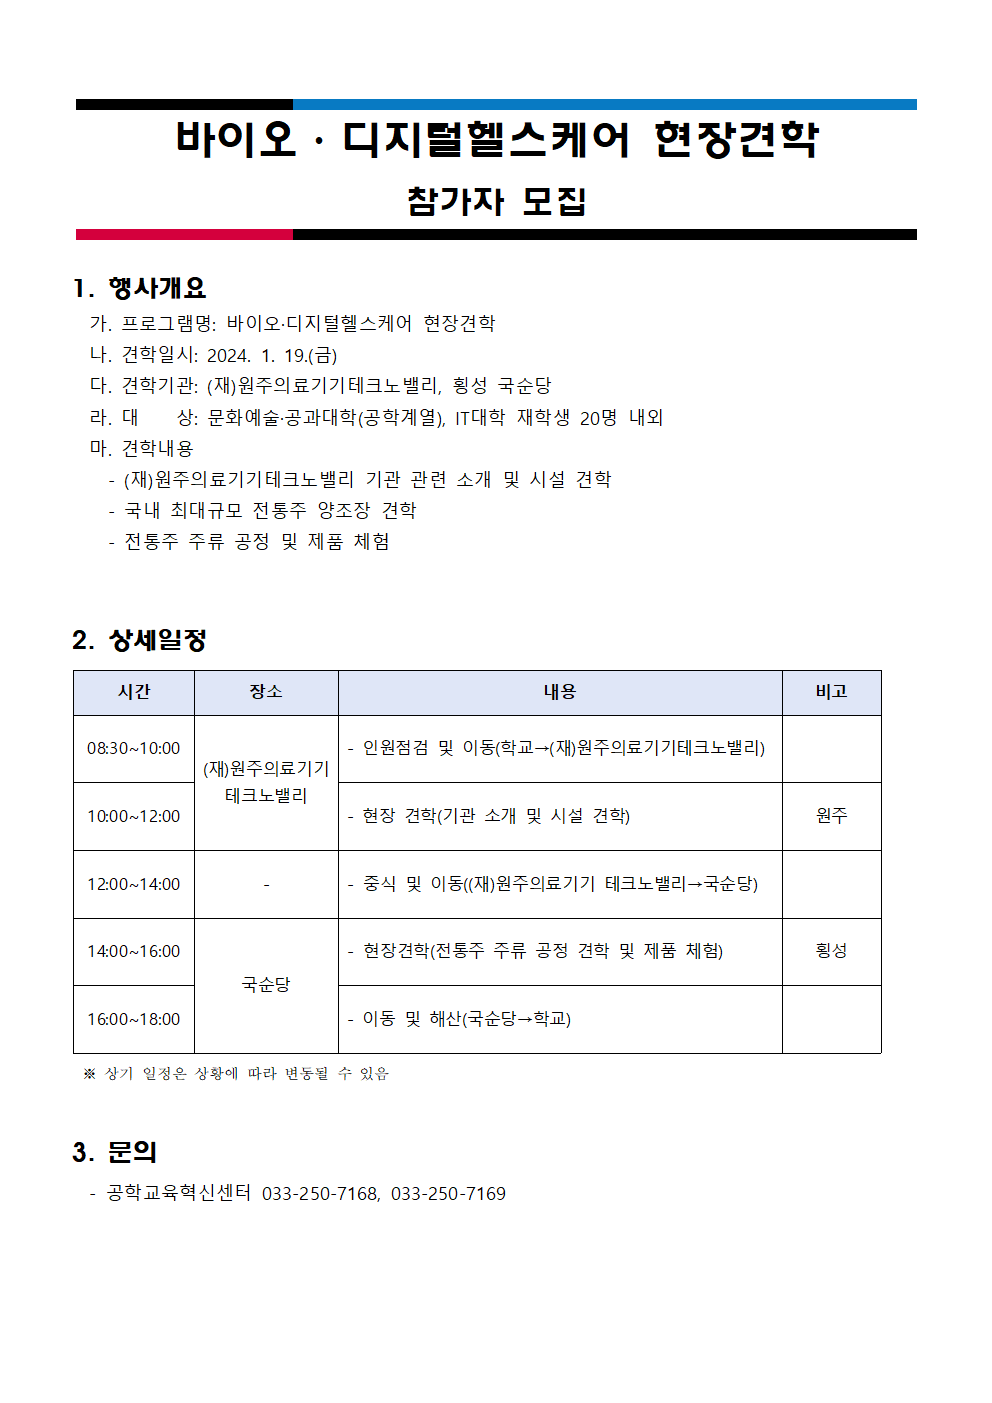 바이오 · 디지털헬스케어 현장견학
참가자 모집
1. 행사개요
가. 프로그램명: 바이오·디지털헬스케어 현장견학
나. 견학일시: 2024. 1. 19.(금)
다. 견학기관: (재)원주의료기기테크노밸리, 횡성 국순당
라. 대 상: 문화예술·공과대학(공학계열), IT대학 재학생 20명 내외
마. 견학내용
- (재)원주의료기기테크노밸리 기관 관련 소개 및 시설 견학
- 국내 최대규모 전통주 양조장 견학
- 전통주 주류 공정 및 제품 체험
2. 상세일정
시간 장소 내용 비고
08:30~10:00 - 인원점검 및 이동(학교→(재)원주의료기기테크노밸리)
(재)원주의료기기
테크노밸리
10:00~12:00 - 현장 견학(기관 소개 및 시설 견학) 원주
12:00~14:00 - - 중식 및 이동((재)원주의료기기 테크노밸리→국순당)
14:00~16:00 - 현장견학(전통주 주류 공정 견학 및 제품 체험) 횡성
국순당
16:00~18:00 - 이동 및 해산(국순당→학교)
※ 상기 일정은 상황에 따라 변동될 수 있음
3. 문의
- 공학교육혁신센터 033-250-7168, 033-250-7169